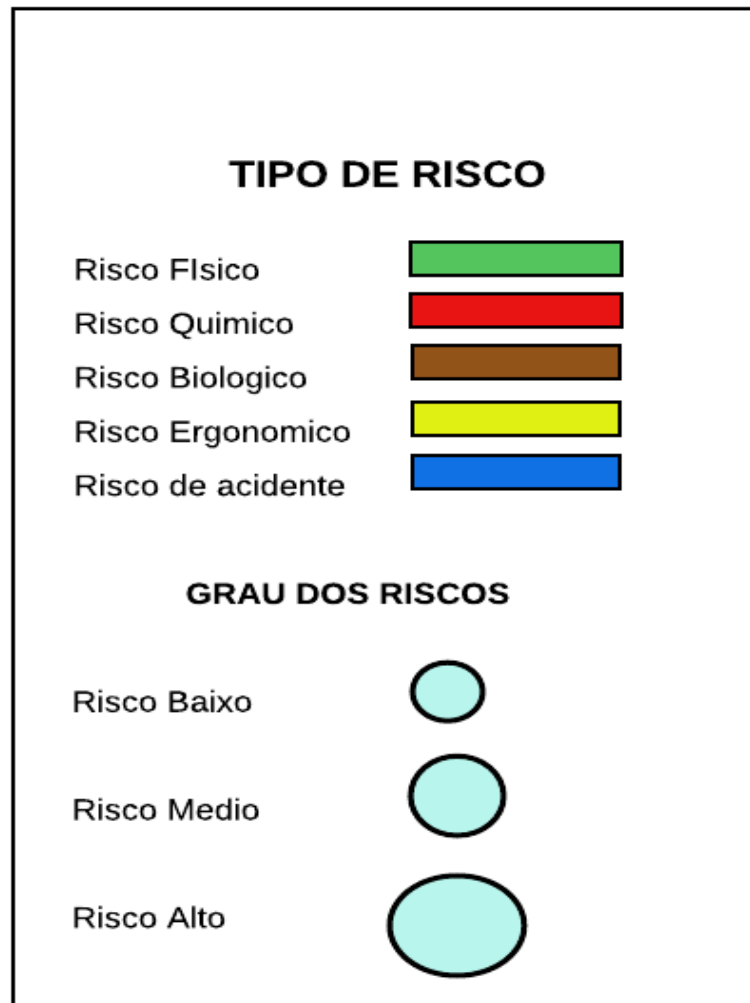 TIPO DE RISCO
Risco FIsico
Risco Quimico
Risco Biologico
Risco Ergonomico
Risco de acidente
GRAU DOS RISCOS
Risco Baixo
Risco Medio
Risco Alto